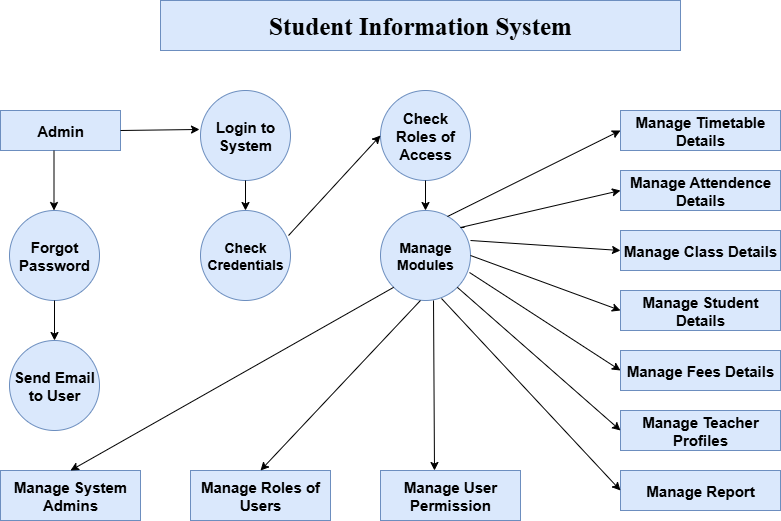 Student Information System
Admin
Login to
System
Check
Roles of
Access
Manage Timetable
Details
Manage Attendence
Details
Forgot
Password
Check
Credentials
Manage
Modules
Manage Class Details
Manage Student
Details
Send Email
to User
Manage Fees Details
Manage Teacher
Profiles
Manage System
Admins
Manage Roles of
Users
Manage User
Permission
Manage Report